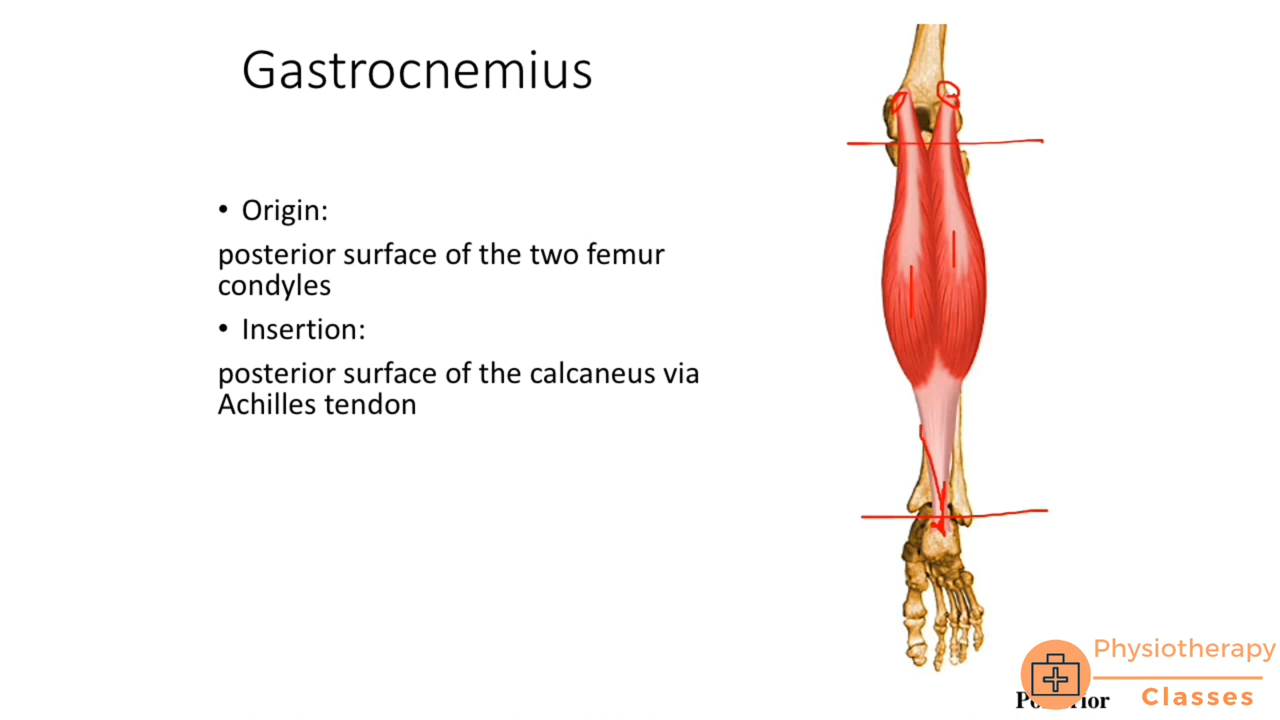 Gastrocnemius
• Origin:
posterior surface of the two femur
condyles
• Insertion:
posterior surface of the calcaneus via
Achilles tendon
Physiotherapy
Classes